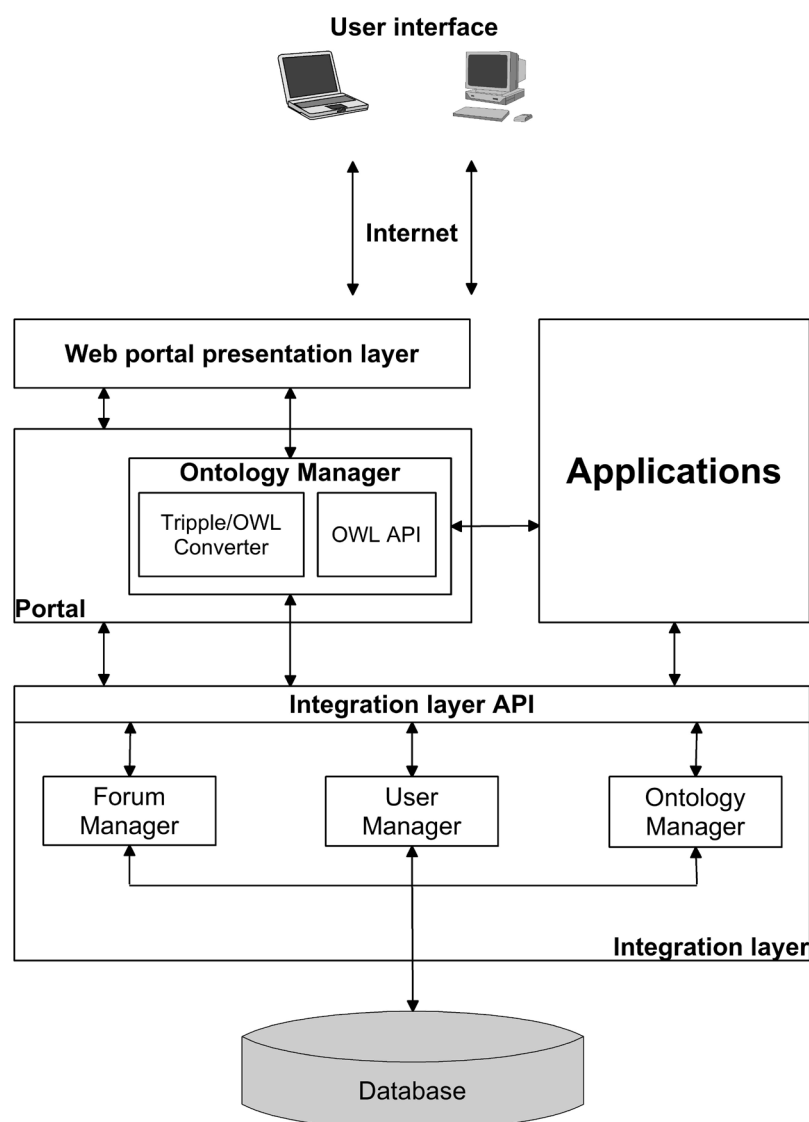 User interface
Internet
Web portal presentation layer
Ontology Manager
Tripple/OWL
Converter
OWL API
Applications
Portal
Integration layer API
Forum
Manager
User
Manager
Ontology
Manager
Integration layer
Database